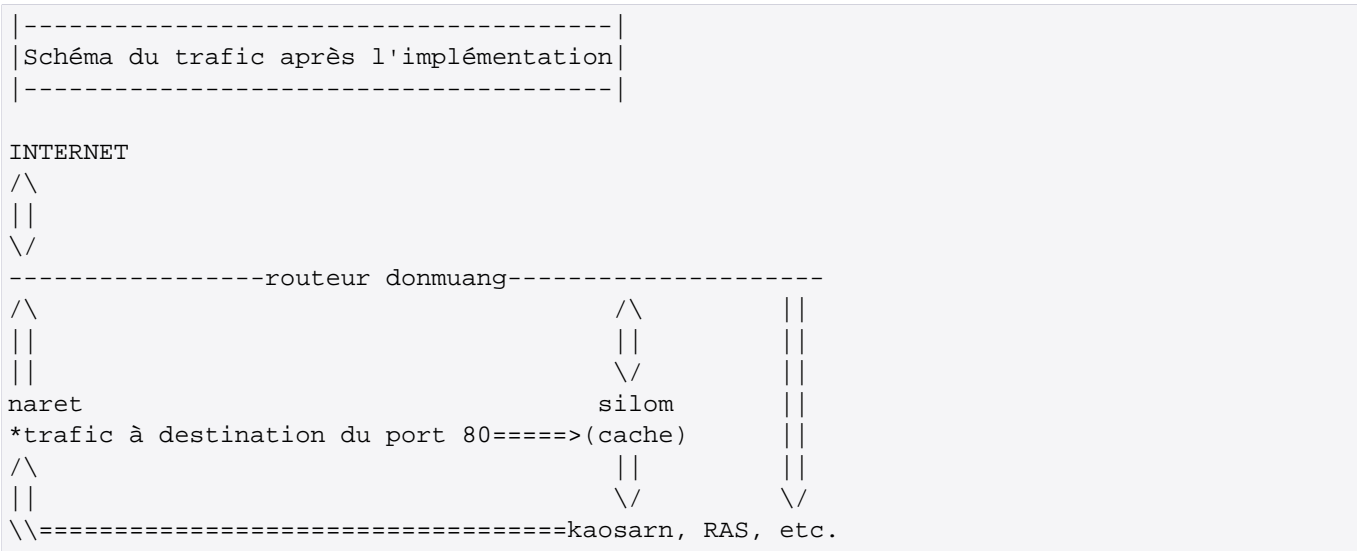 |---------------------------------------|
|Schéma du trafic après l'implémentation|
|---------------------------------------|

INTERNET
/\
||
\/
-----------------routeur donmuang---------------------
/\                                      /\         ||
||                                      ||         ||
||                                      \/         ||
naret                                  silom       ||
*trafic à destination du port 80=====>(cache)      ||
/\                                      ||         ||
||                                      \/         \/
\\===================================kaosarn, RAS, etc.